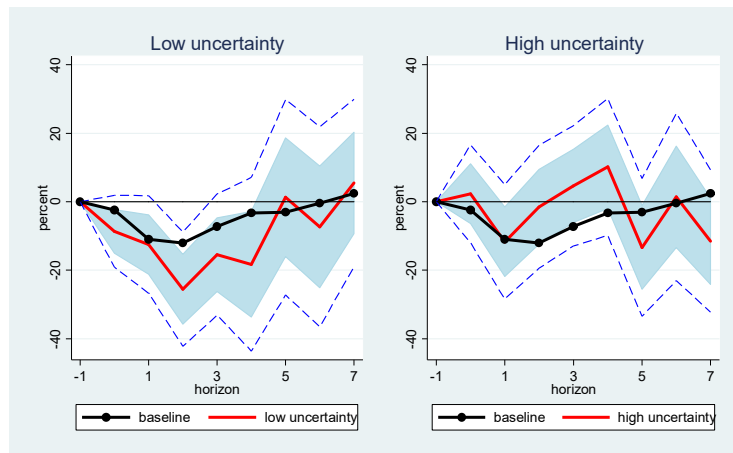 Low uncertainty
40
20
0
-20
-40
percent
-1
1
3
5
7
horizon
baseline
low uncertainty
High uncertainty
40
20
0
-20
-40
percent
-1
1
3
5
7
horizon
baseline
high uncertainty